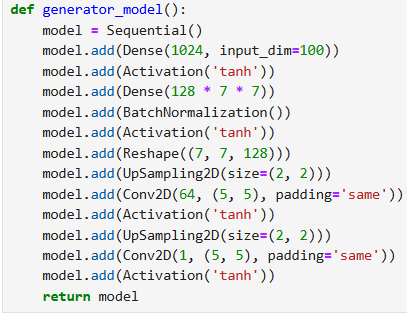 def generator_model():
    model = Sequential()
    model.add(Dense(1024, input_dim=100))
    model.add(Activation('tanh'))
    model.add(Dense(128 * 7 * 7))
    model.add(BatchNormalization())
    model.add(Activation('tanh'))
    model.add(Reshape((7, 7, 128)))
    model.add(UpSampling2D(size=(2, 2)))
    model.add(Conv2D(64, (5, 5), padding='same'))
    model.add(Activation('tanh'))
    model.add(UpSampling2D(size=(2, 2)))
    model.add(Conv2D(1, (5, 5), padding='same'))
    model.add(Activation('tanh'))
    return model